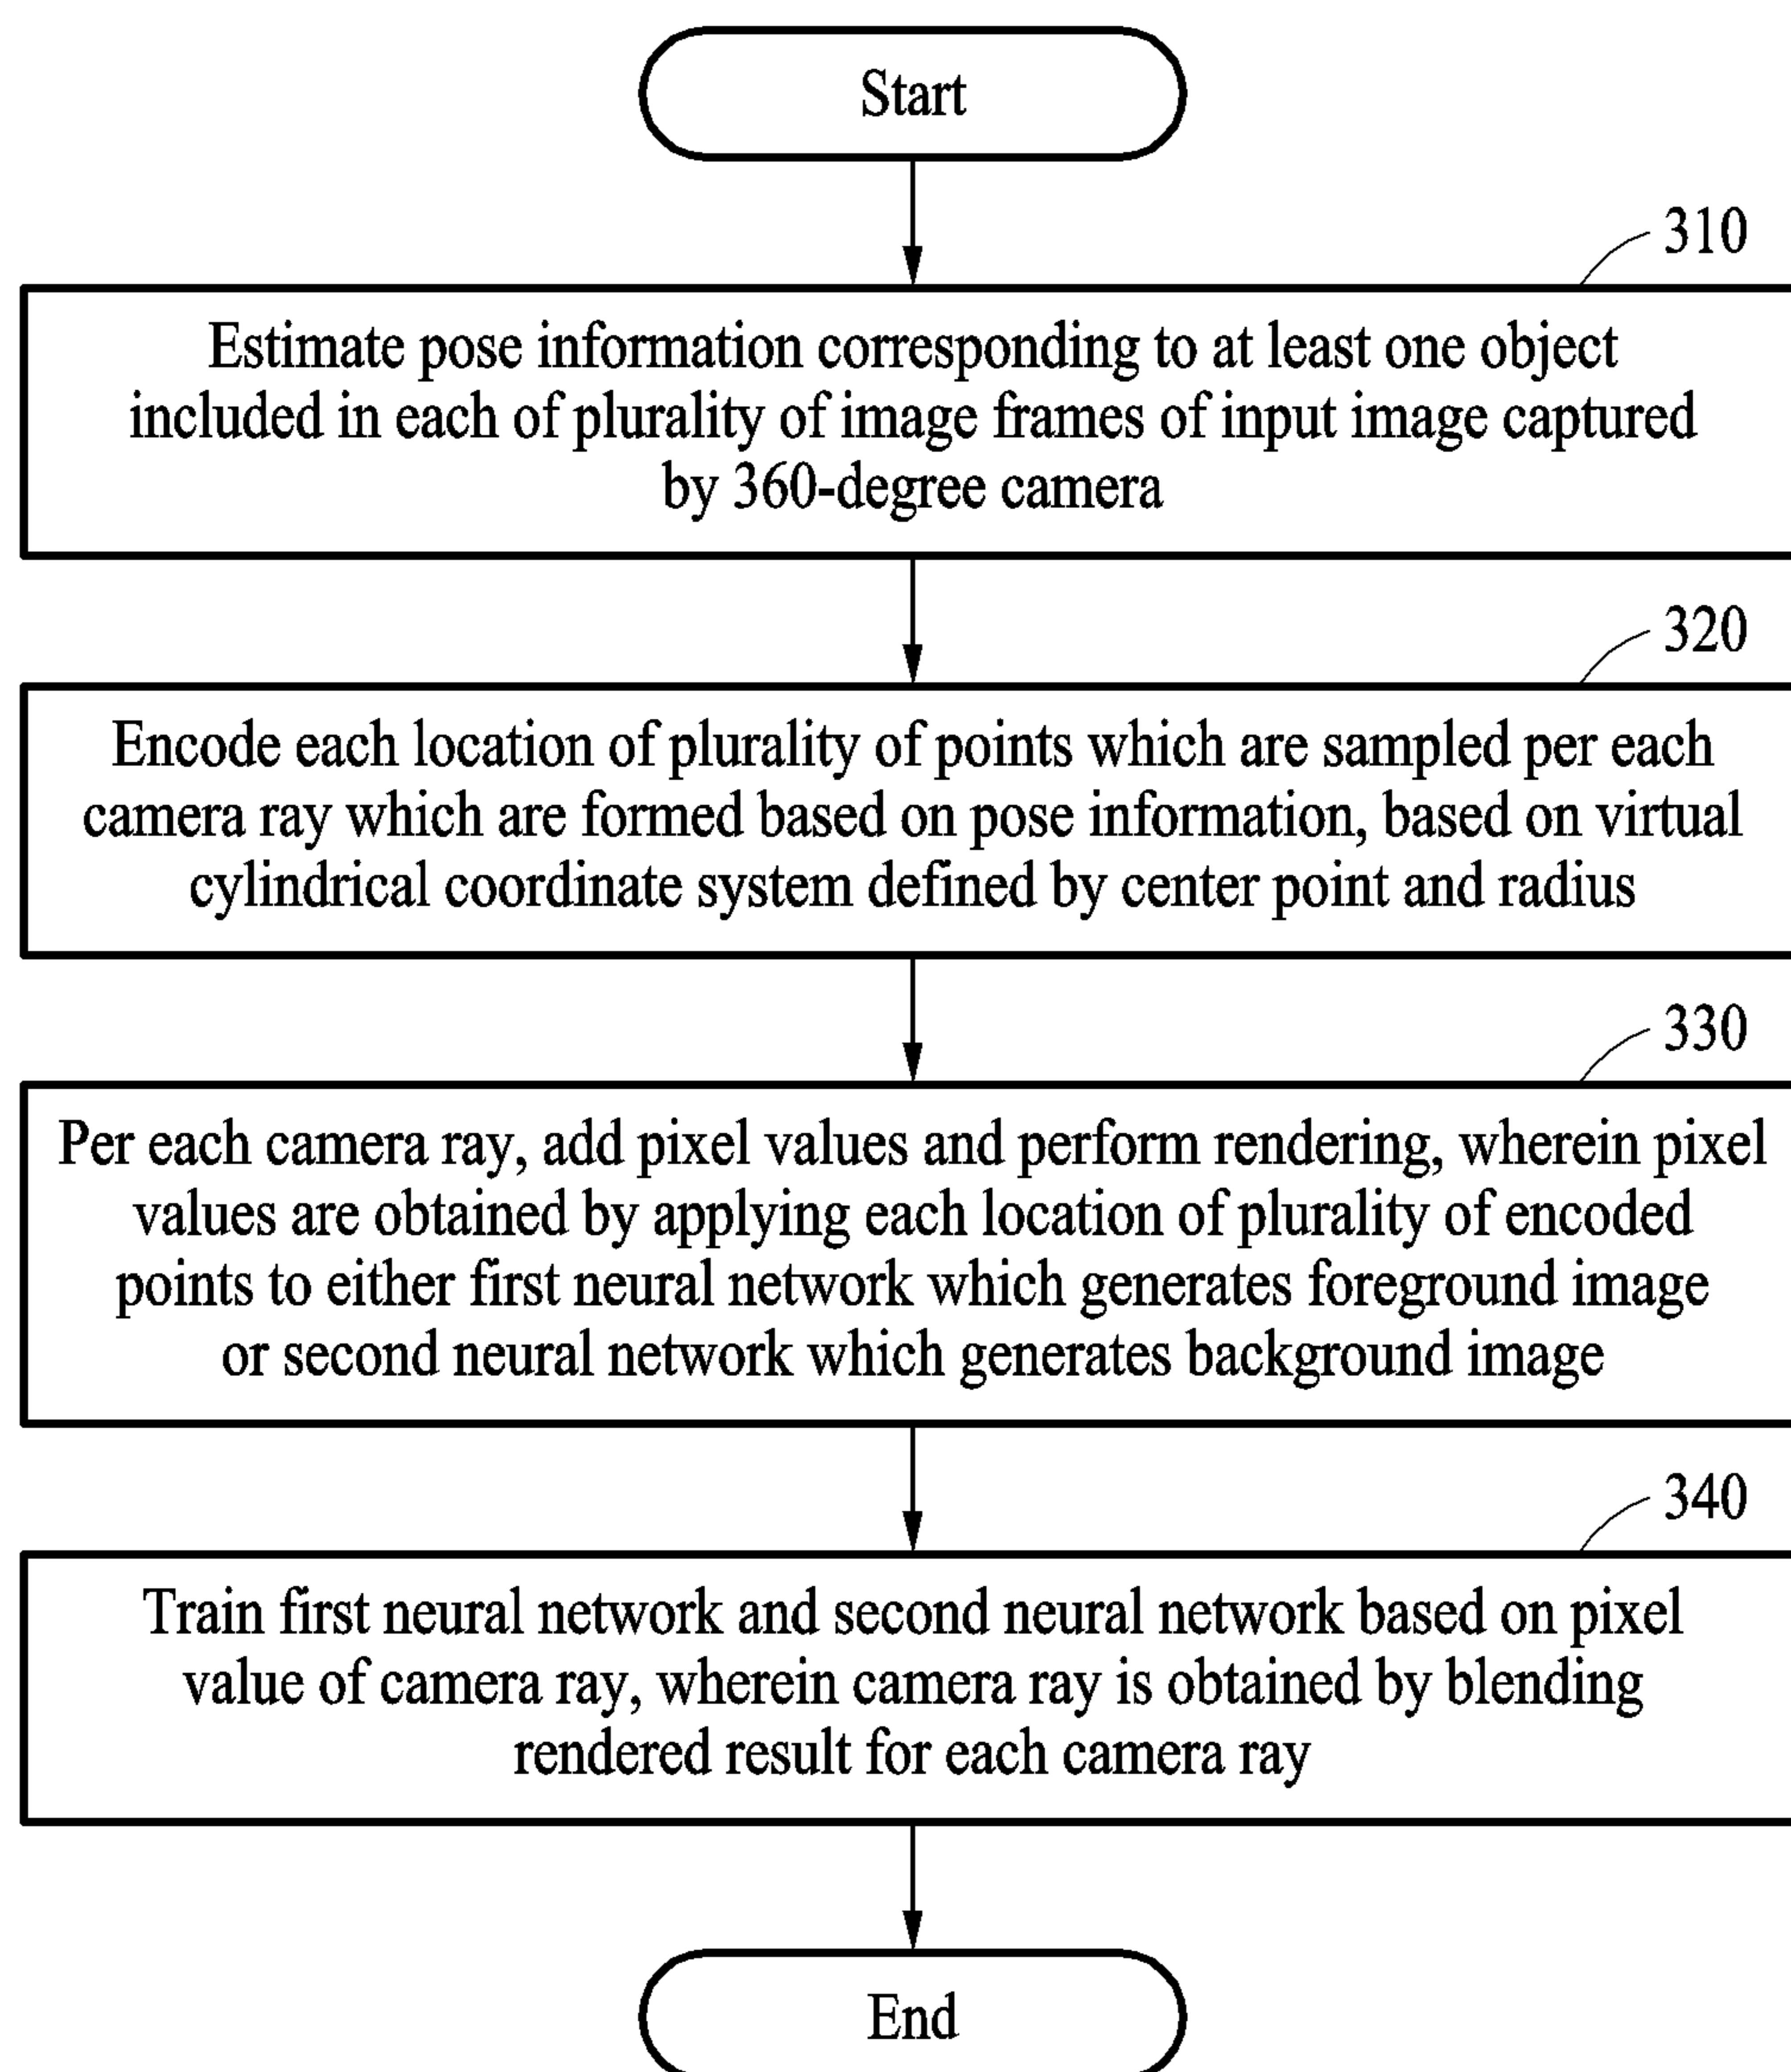 Start
310
Estimate pose information corresponding to at least one object
included in each of plurality of image frames of input image captured
by 360-degree camera
320
Encode each location of plurality of points which are sampled per each
camera ray which are formed based on pose information, based on virtual
cylindrical coordinate system defined by center point and radius
330
Per each camera ray, add pixel values and perform rendering, wherein pixel
values are obtained by applying each location of plurality of encoded
points to either first neural network which generates foreground image
or second neural network which generates background image
340
Train first neural network and second neural network based on pixel
value of camera ray, wherein camera ray is obtained by blending
rendered result for each camera ray
End